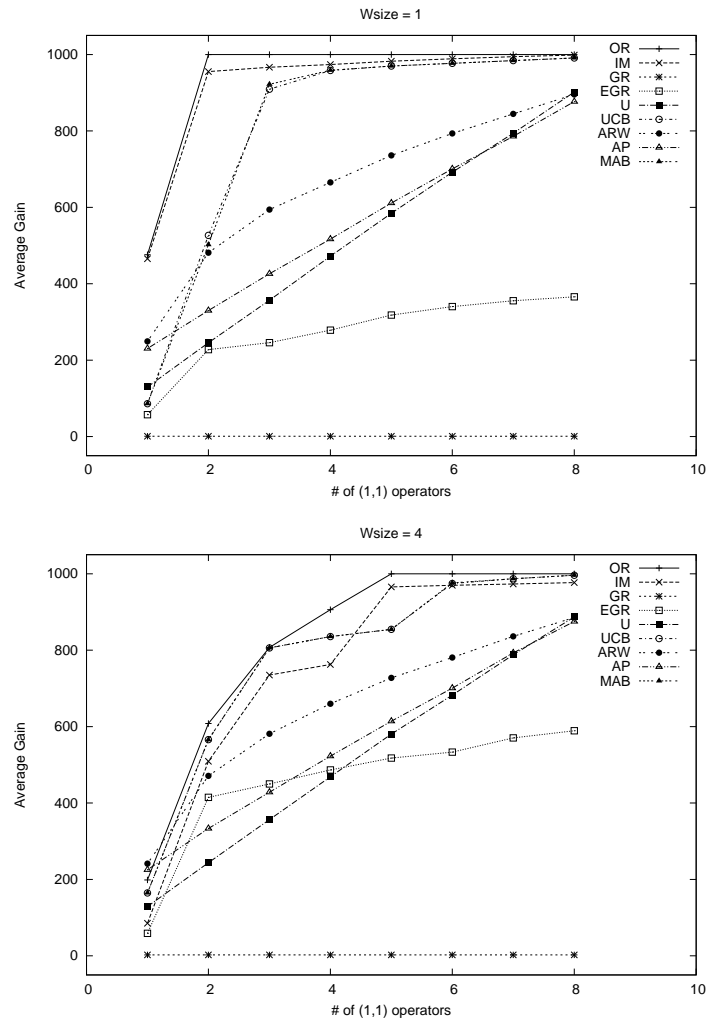 Wsize = 1
Average Gain
1000
800
600
400
200
0
0
2
4
6
8
10
# of (1,1) operators
OR
IM
GR
EGR
U
UCB
ARW
AP
MAB
Wsize = 4
Average Gain
1000
800
600
400
200
0
0
2
4
6
8
10
# of (1,1) operators
OR
IM
GR
EGR
U
UCB
ARW
AP
MAB